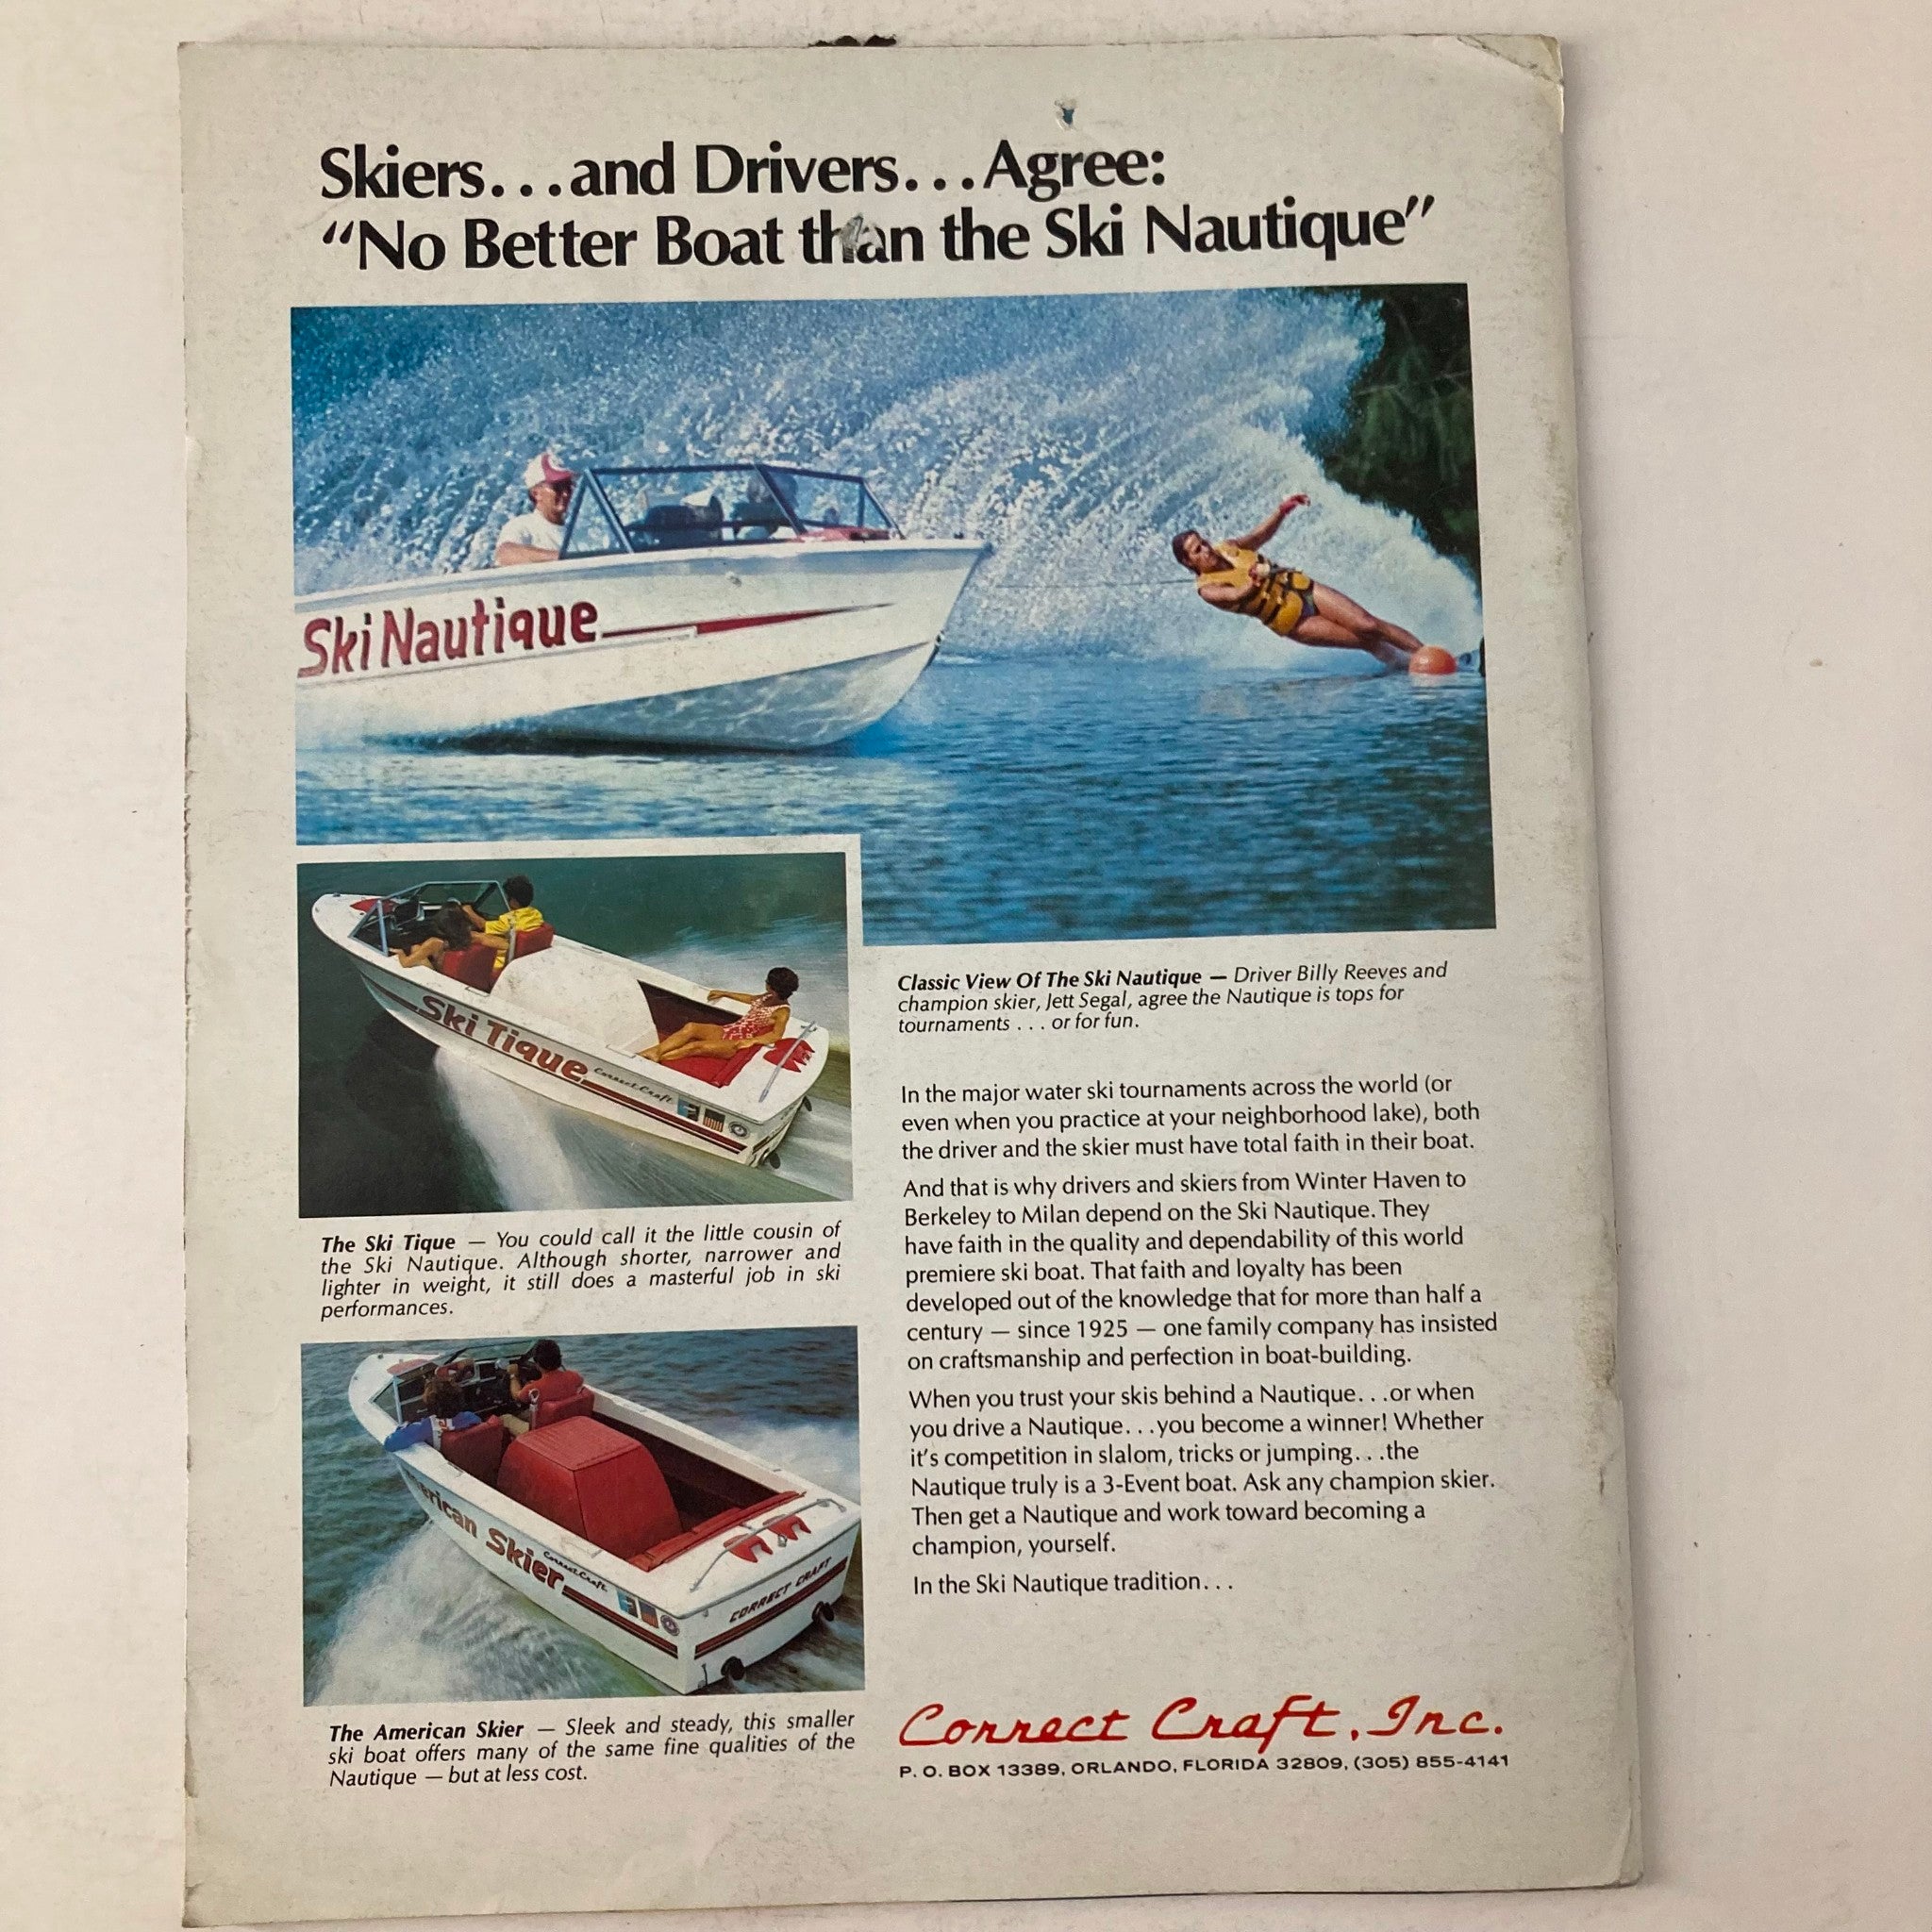 Skiers...and Drivers...Agree:
“No Better Boat than the Ski Nautique”
Ski Nautique
Ski Tique
Correct Craft
The Ski Tique — You could call it the little cousin of
the Ski Nautique. Although shorter, narrower and
lighter in weight, it still does a masterful job in ski
performances.
erican Skier
Correct Craft
CORRECT CRAFT
The American Skier — Sleek and steady, this smaller
ski boat offers many of the same fine qualities of the
Nautique — but at less cost.
Classic View Of The Ski Nautique — Driver Billy Reeves and
champion skier, Jett Segal, agree the Nautique is tops for
tournaments . . . or for fun.
In the major water ski tournaments across the world (or
even when you practice at your neighborhood lake), both
the driver and the skier must have total faith in their boat.
And that is why drivers and skiers from Winter Haven to
Berkeley to Milan depend on the Ski Nautique. They
have faith in the quality and dependability of this world
premiere ski boat. That faith and loyalty has been
developed out of the knowledge that for more than half a
century — since 1925 — one family company has insisted
on craftsmanship and perfection in boat-building.
When you trust your skis behind a Nautique...or when
you drive a Nautique...you become a winner! Whether
it's competition in slalom, tricks or jumping...the
Nautique truly is a 3-Event boat. Ask any champion skier.
Then get a Nautique and work toward becoming a
champion, yourself.
In the Ski Nautique tradition...
Correct Craft, Inc.
P. O. BOX 13389, ORLANDO, FLORIDA 32809, (305) 855-4141